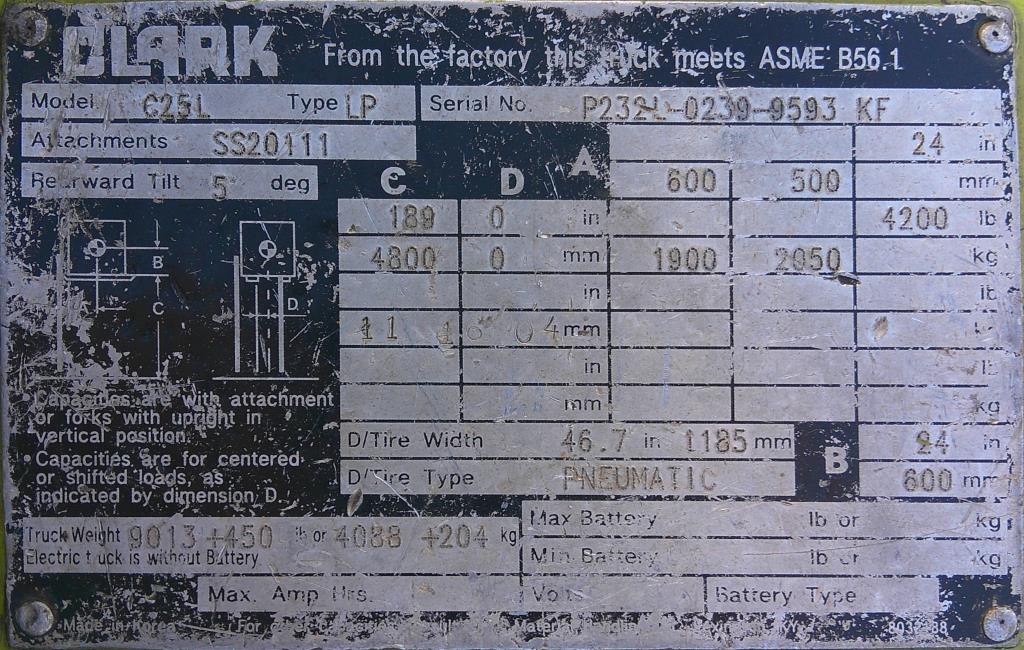 CLARK From the factory this truck meets ASME B56.1
Model C25L Type LP Serial No. P232L-0239-9593 KF
Attachments SS20111 A 24 in
Rearward Tilt 5 deg C D 600 500 mm
189 0 in 4200 lb
4800 0 mm 1900 2050 kg
B
in lb
C D
11 mm
in lb
mm kg
Capacities are with attachment
or forks with upright in
vertical position.
D/Tire Width 46.7 in 1185 mm B 24 in
• Capacities are for centered
or shifted loads, as
indicated by dimension D.
D/Tire Type PNEUMATIC 600 mm
Truck Weight 9013 +450 lb or 4088 +204 kg
Electric truck is without Battery
Max Battery lb or kg
Min Battery lb or kg
Max. Amp Hrs. Volts Battery Type
Made in Korea For